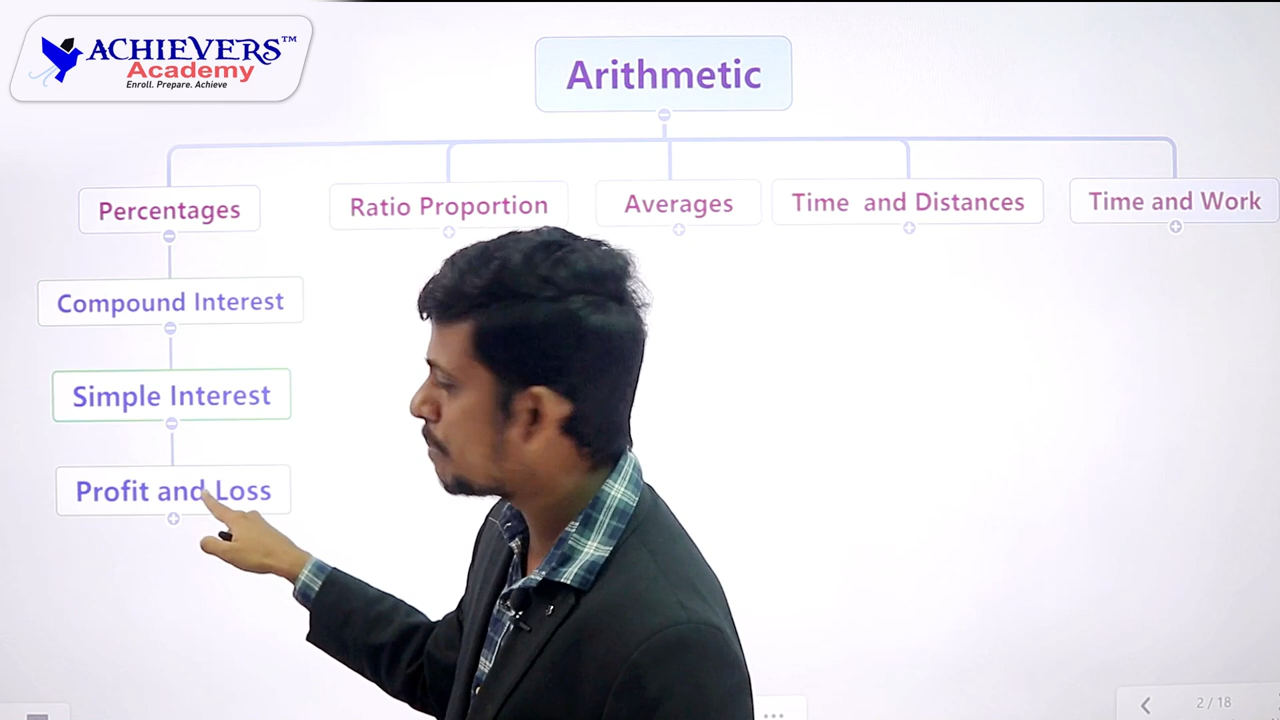 ACHIEVERS™
Academy
Enroll. Prepare. Achieve
Arithmetic
Percentages
Ratio Proportion
Averages
Time and Distances
Time and Work
Compound Interest
Simple Interest
Profit and Loss
2 / 18